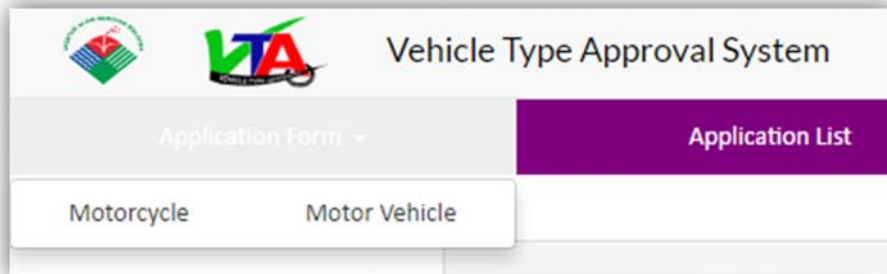 VTA
Vehicle Type Approval System
Application Form
Application List
Motorcycle
Motor Vehicle